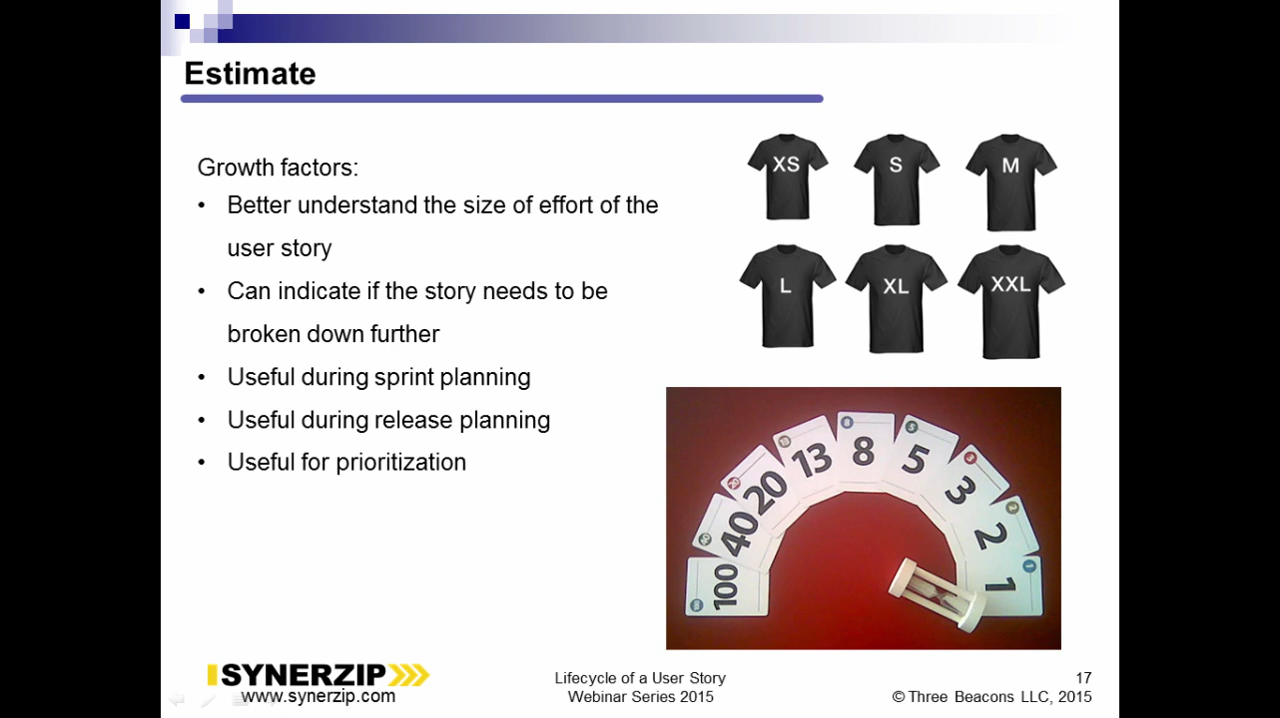 Estimate
Growth factors:
• Better understand the size of effort of the
user story
• Can indicate if the story needs to be
broken down further
• Useful during sprint planning
• Useful during release planning
• Useful for prioritization
XS S M
L XL XXL
100 40 20 13 8 5 3 2 1
SYNERZIP
www.synerzip.com
Lifecycle of a User Story
Webinar Series 2015
17
© Three Beacons LLC, 2015